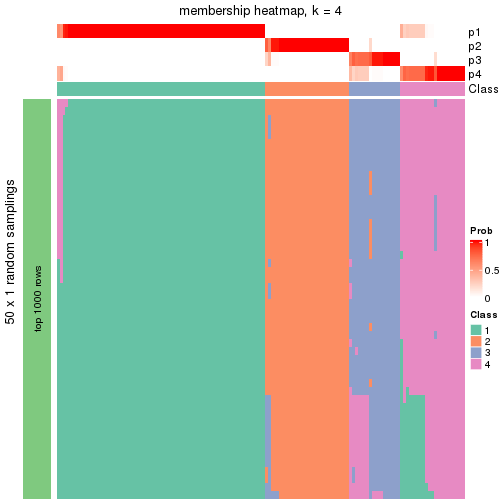 membership heatmap, k = 4
p1
p2
p3
p4
Class
50 x 1 random samplings
top 1000 rows
Prob
1
0.5
0
Class
1
2
3
4